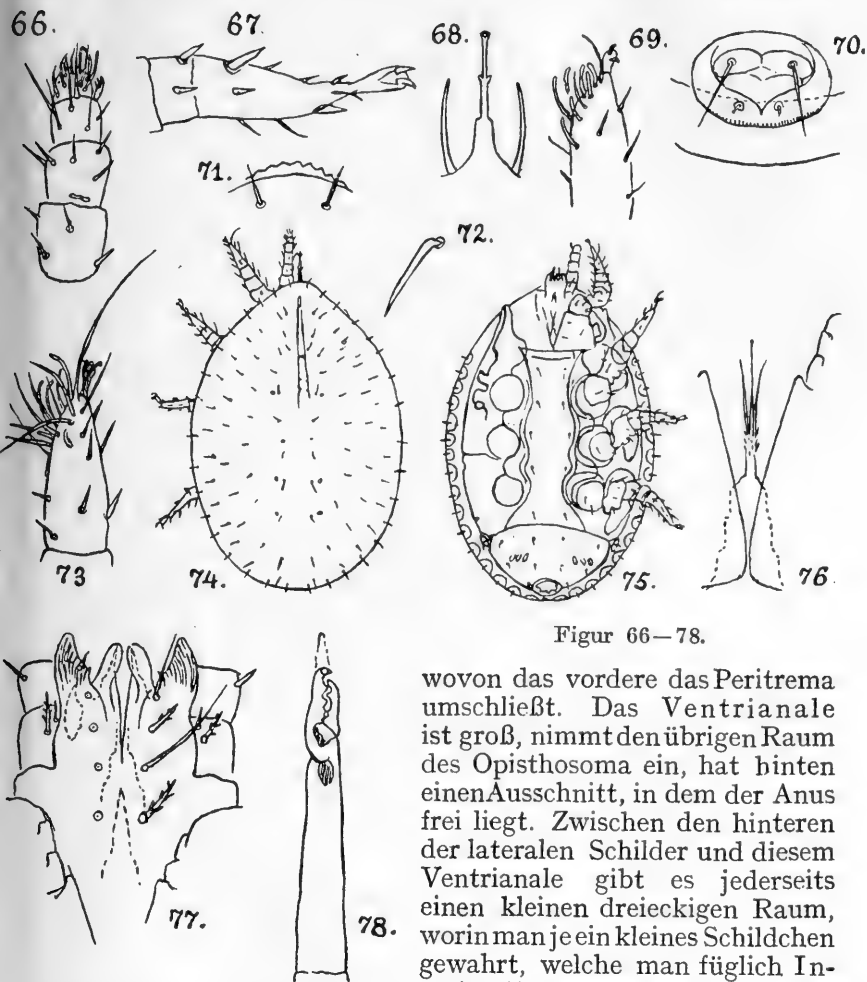 66.
67.
68.
69.
70.
71.
72.
73
74.
75.
76.
Figur 66—78.
77.
78.
wovon das vordere das Peritrema
umschließt. Das Ventrianale
ist groß, nimmt den übrigen Raum
des Opisthosoma ein, hat hinten
einen Ausschnitt, in dem der Anus
frei liegt. Zwischen den hinteren
der lateralen Schilder und diesem
Ventrianale gibt es jederseits
einen kleinen dreieckigen Raum,
worin man je ein kleines Schildchen
gewahrt, welche man füglich In-